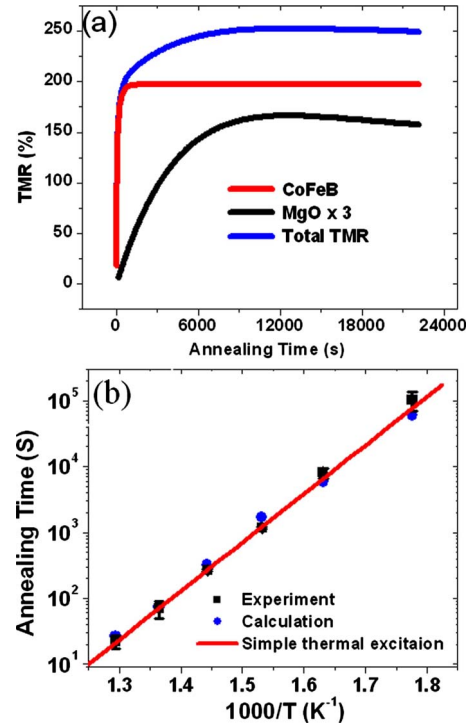 (a)
250
200
150
100
50
0
TMR (%)
CoFeB
MgO x 3
Total TMR
0 6000 12000 18000 24000
Annealing Time (s)
(b)
10^5
10^4
10^3
10^2
10^1
Annealing Time (S)
Experiment
Calculation
Simple thermal excitaion
1.3 1.4 1.5 1.6 1.7 1.8
1000/T (K^-1)